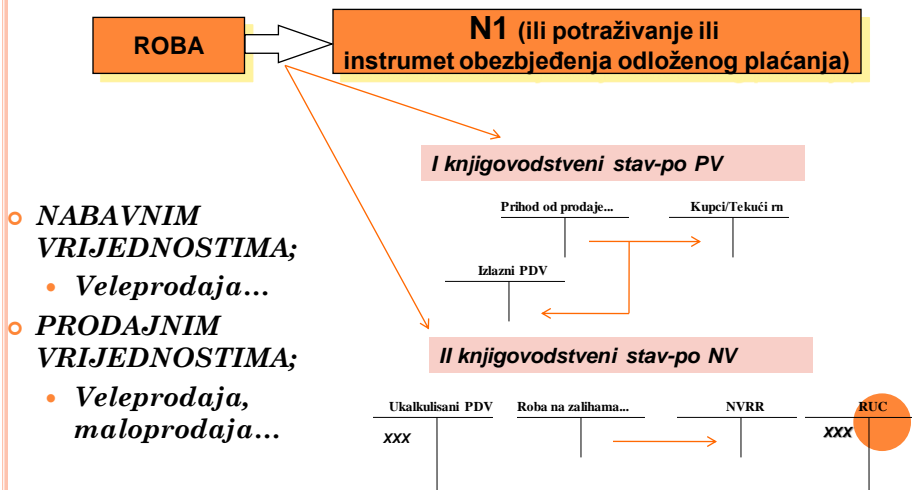 ROBA
N1 (ili potraživanje ili
instrumet obezbjeđenja odloženog plaćanja)
I knjigovodstveni stav-po PV
NABAVNIM
VRIJEDNOSTIMA;
Veleprodaja...
PRODAJNIM
VRIJEDNOSTIMA;
Veleprodaja,
maloprodaja...
Prihod od prodaje...
Kupci/Tekući rn
Izlazni PDV
II knjigovodstveni stav-po NV
Ukalkulisani PDV
Roba na zalihama...
NVRR
RUC
XXX
XXX